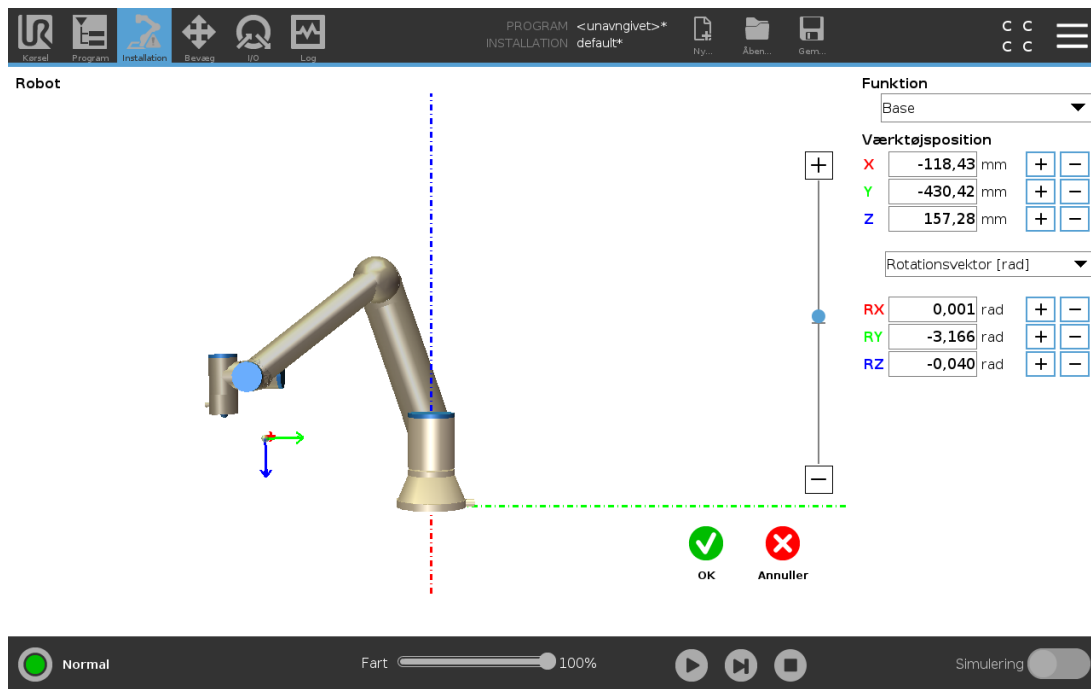 PROGRAM <unavngivet>*
INSTALLATION default*
Kørsel Program Installation Bevæg I/O Log Ny... Åben... Gem...
C C
C C
Robot
Funktion
Base
Værktøjsposition
X -118,43 mm + −
Y -430,42 mm + −
Z 157,28 mm + −
Rotationsvektor [rad]
RX 0,001 rad + −
RY -3,166 rad + −
RZ -0,040 rad + −
+
−
OK Annuller
Normal Fart 100% Simulering